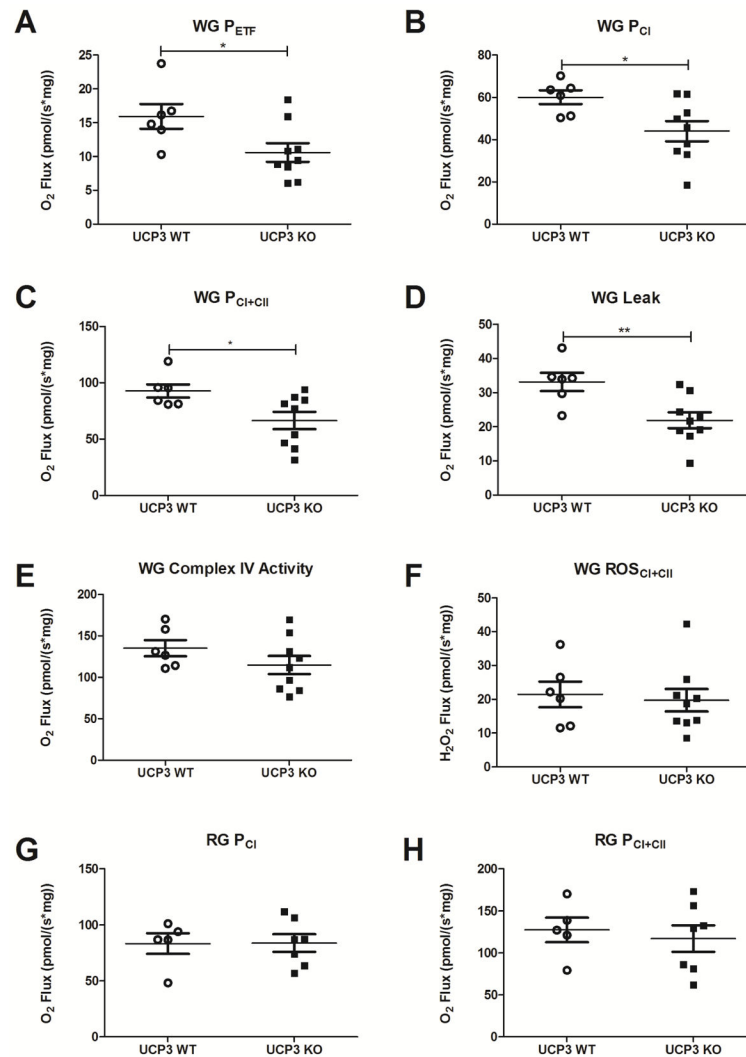 A
WG PETF
*
O2 Flux (pmol/(s*mg))
25
20
15
10
5
0
UCP3 WT
UCP3 KO
B
WG PCI
*
O2 Flux (pmol/(s*mg))
80
60
40
20
0
UCP3 WT
UCP3 KO
C
WG PCI+CII
*
O2 Flux (pmol/(s*mg))
150
100
50
0
UCP3 WT
UCP3 KO
D
WG Leak
**
O2 Flux (pmol/(s*mg))
50
40
30
20
10
0
UCP3 WT
UCP3 KO
E
WG Complex IV Activity
O2 Flux (pmol/(s*mg))
200
150
100
50
0
UCP3 WT
UCP3 KO
F
WG ROSCI+CII
H2O2 Flux (pmol/(s*mg))
50
40
30
20
10
0
UCP3 WT
UCP3 KO
G
RG PCI
O2 Flux (pmol/(s*mg))
150
100
50
0
UCP3 WT
UCP3 KO
H
RG PCI+CII
O2 Flux (pmol/(s*mg))
200
150
100
50
0
UCP3 WT
UCP3 KO